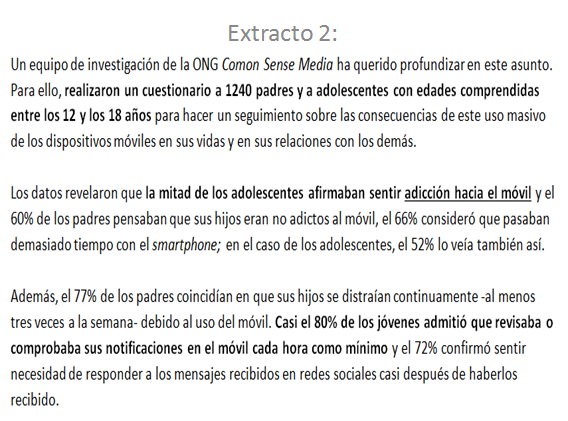 Extracto 2:
Un equipo de investigación de la ONG Comon Sense Media ha querido profundizar en este asunto.
Para ello, realizaron un cuestionario a 1240 padres y a adolescentes con edades comprendidas
entre los 12 y los 18 años para hacer un seguimiento sobre las consecuencias de este uso masivo
de los dispositivos móviles en sus vidas y en sus relaciones con los demás.
Los datos revelaron que la mitad de los adolescentes afirmaban sentir adicción hacia el móvil y el
60% de los padres pensaban que sus hijos eran no adictos al móvil, el 66% consideró que pasaban
demasiado tiempo con el smartphone; en el caso de los adolescentes, el 52% lo veía también así.
Además, el 77% de los padres coincidían en que sus hijos se distraían continuamente -al menos
tres veces a la semana- debido al uso del móvil. Casi el 80% de los jóvenes admitió que revisaba o
comprobaba sus notificaciones en el móvil cada hora como mínimo y el 72% confirmó sentir
necesidad de responder a los mensajes recibidos en redes sociales casi después de haberlos
recibido.